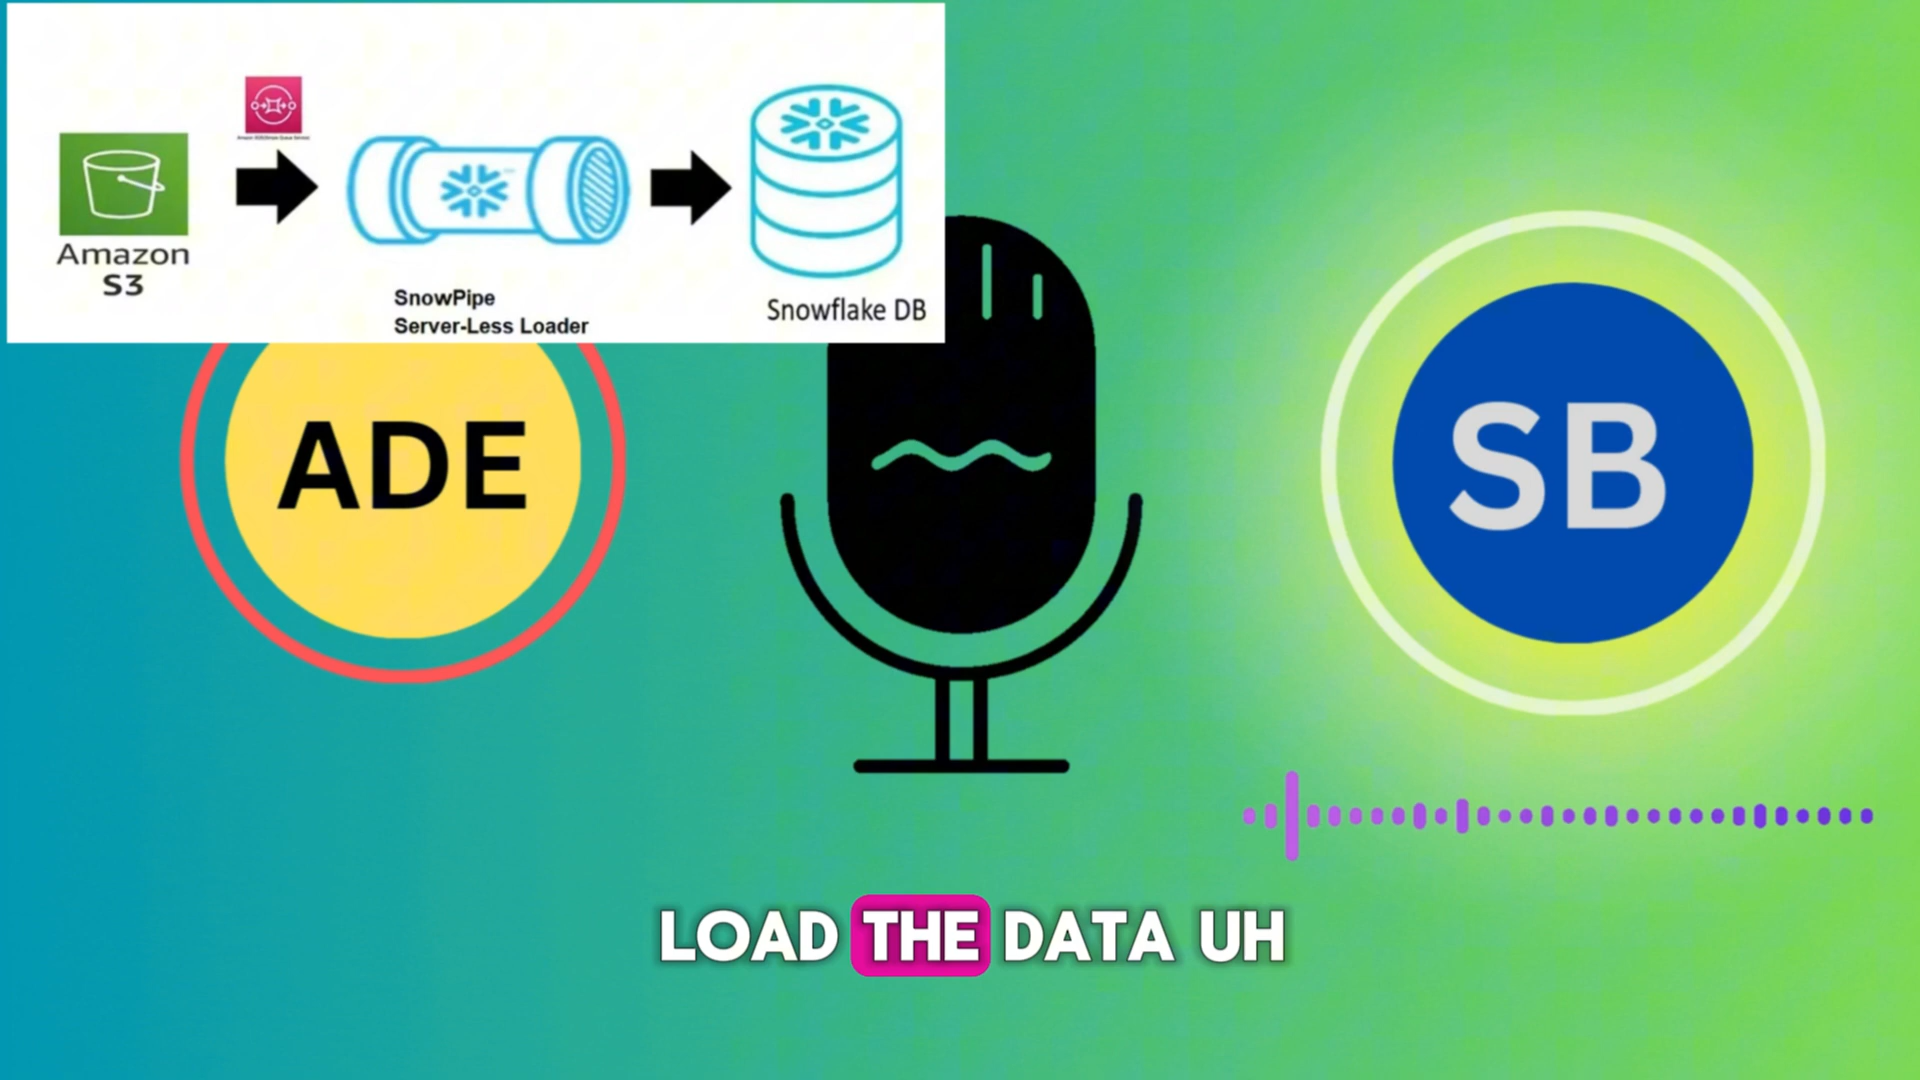 Amazon
S3
SnowPipe
Server-Less Loader
Snowflake DB
ADE
SB
LOAD THE DATA UH